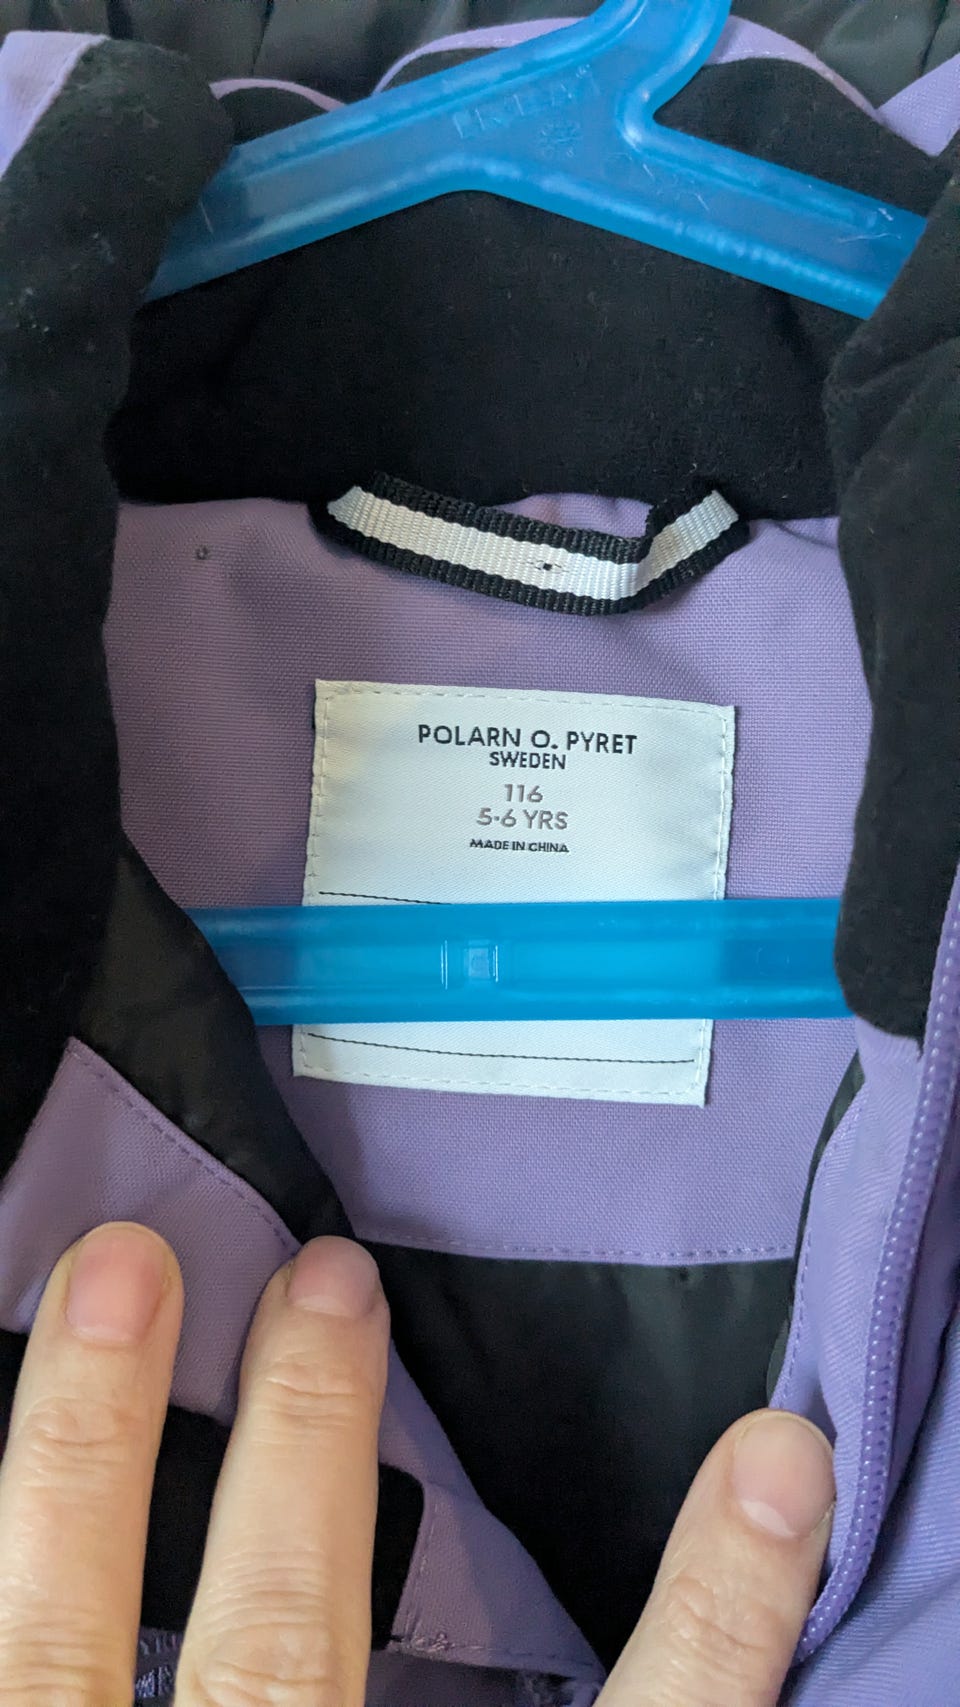 POLARN O. PYRET
SWEDEN
116
5-6 YRS
MADE IN CHINA